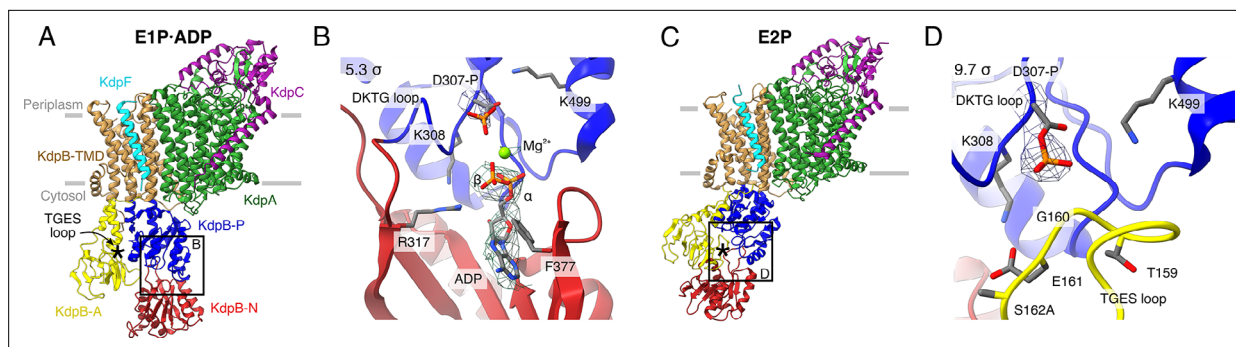 A
E1P·ADP
KdpF
KdpC
Periplasm
KdpB-TMD
Cytosol
KdpA
TGES
loop
KdpB-P
*
B
KdpB-A
KdpB-N
B
5.3 σ
D307-P
DKTG loop
K499
K308
Mg²⁺
β
α
R317
F377
ADP
C
E2P
*
D
D
9.7 σ
D307-P
DKTG loop
K499
K308
G160
T159
E161
TGES loop
S162A